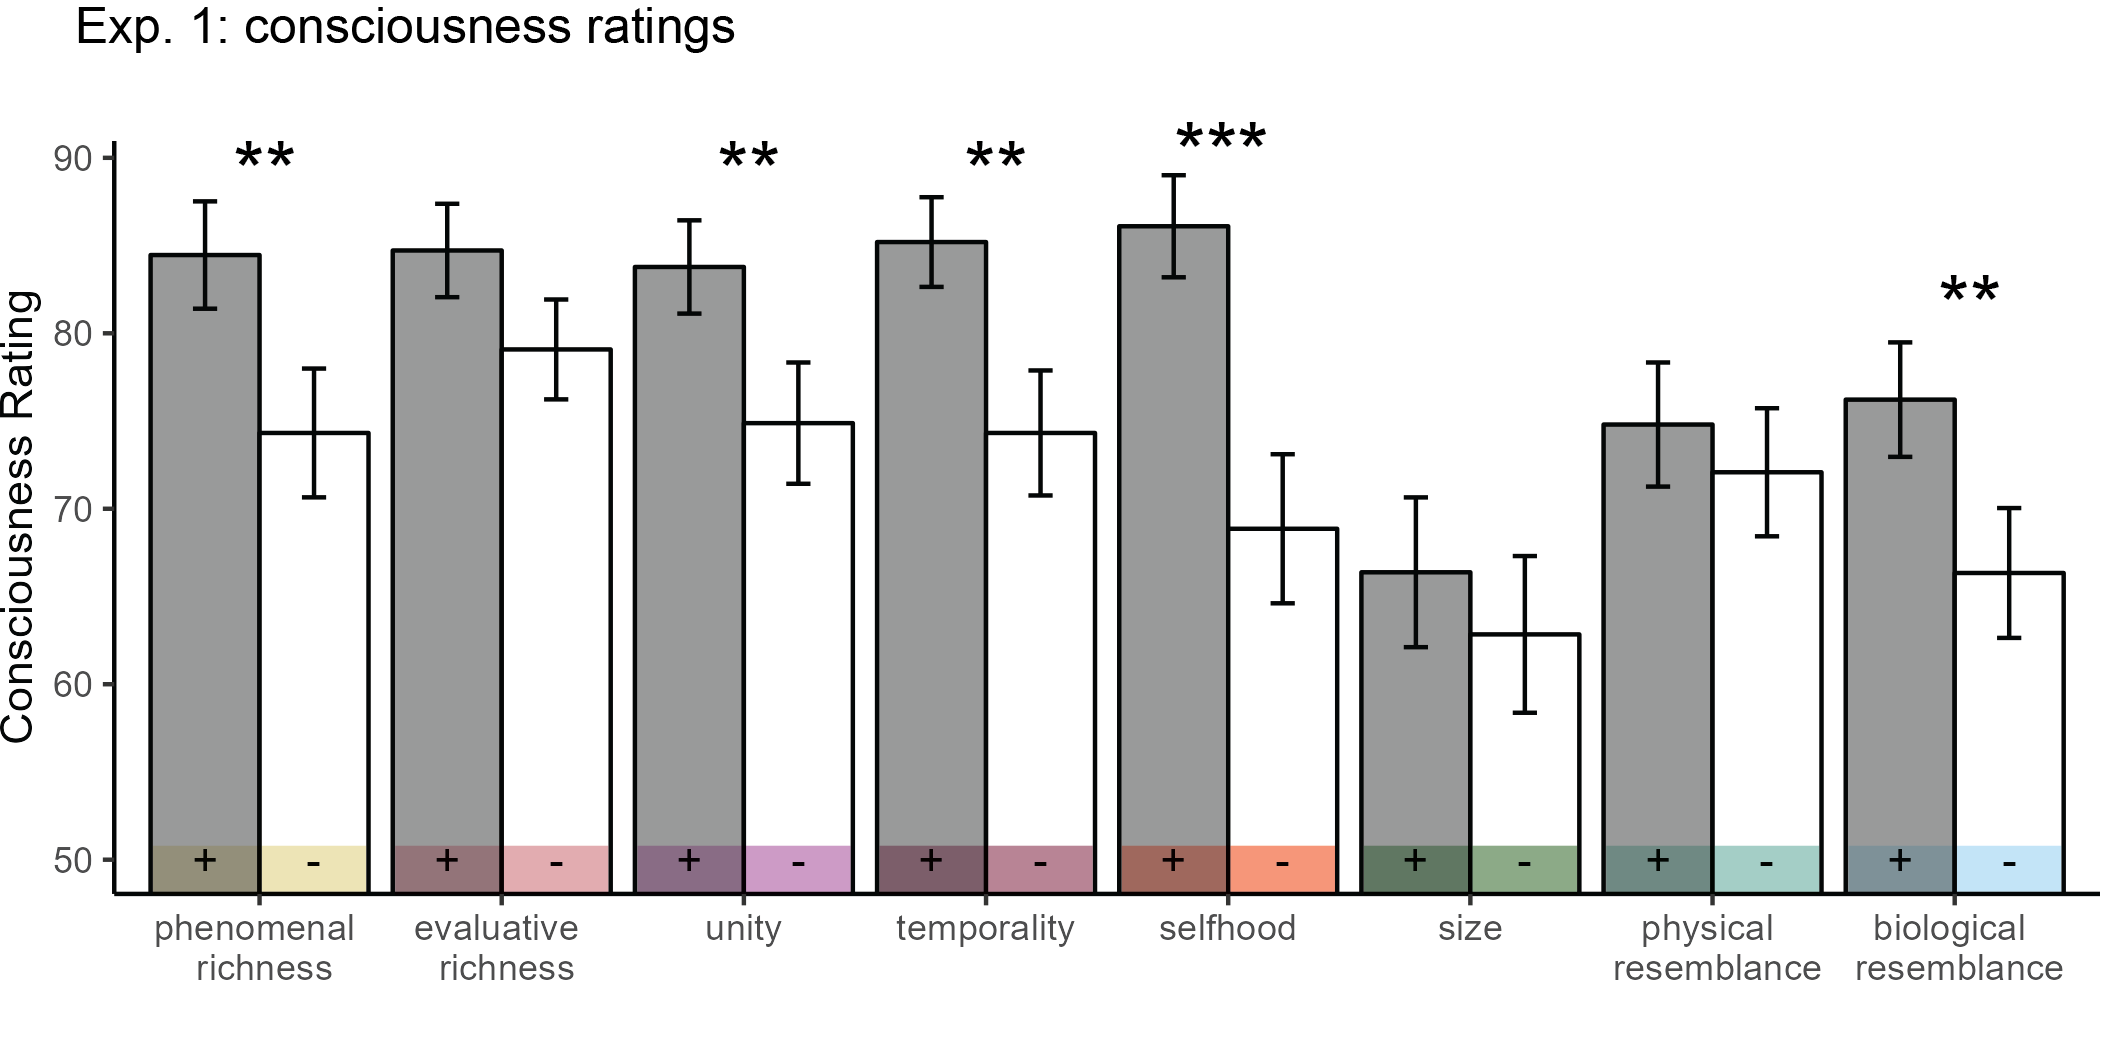 Exp. 1: consciousness ratings
** ** ** *** **
Consciousness Rating
90
80
70
60
50
+ - + - + - + - + - + - + - + -
phenomenal richness
evaluative richness
unity
temporality
selfhood
size
physical resemblance
biological resemblance